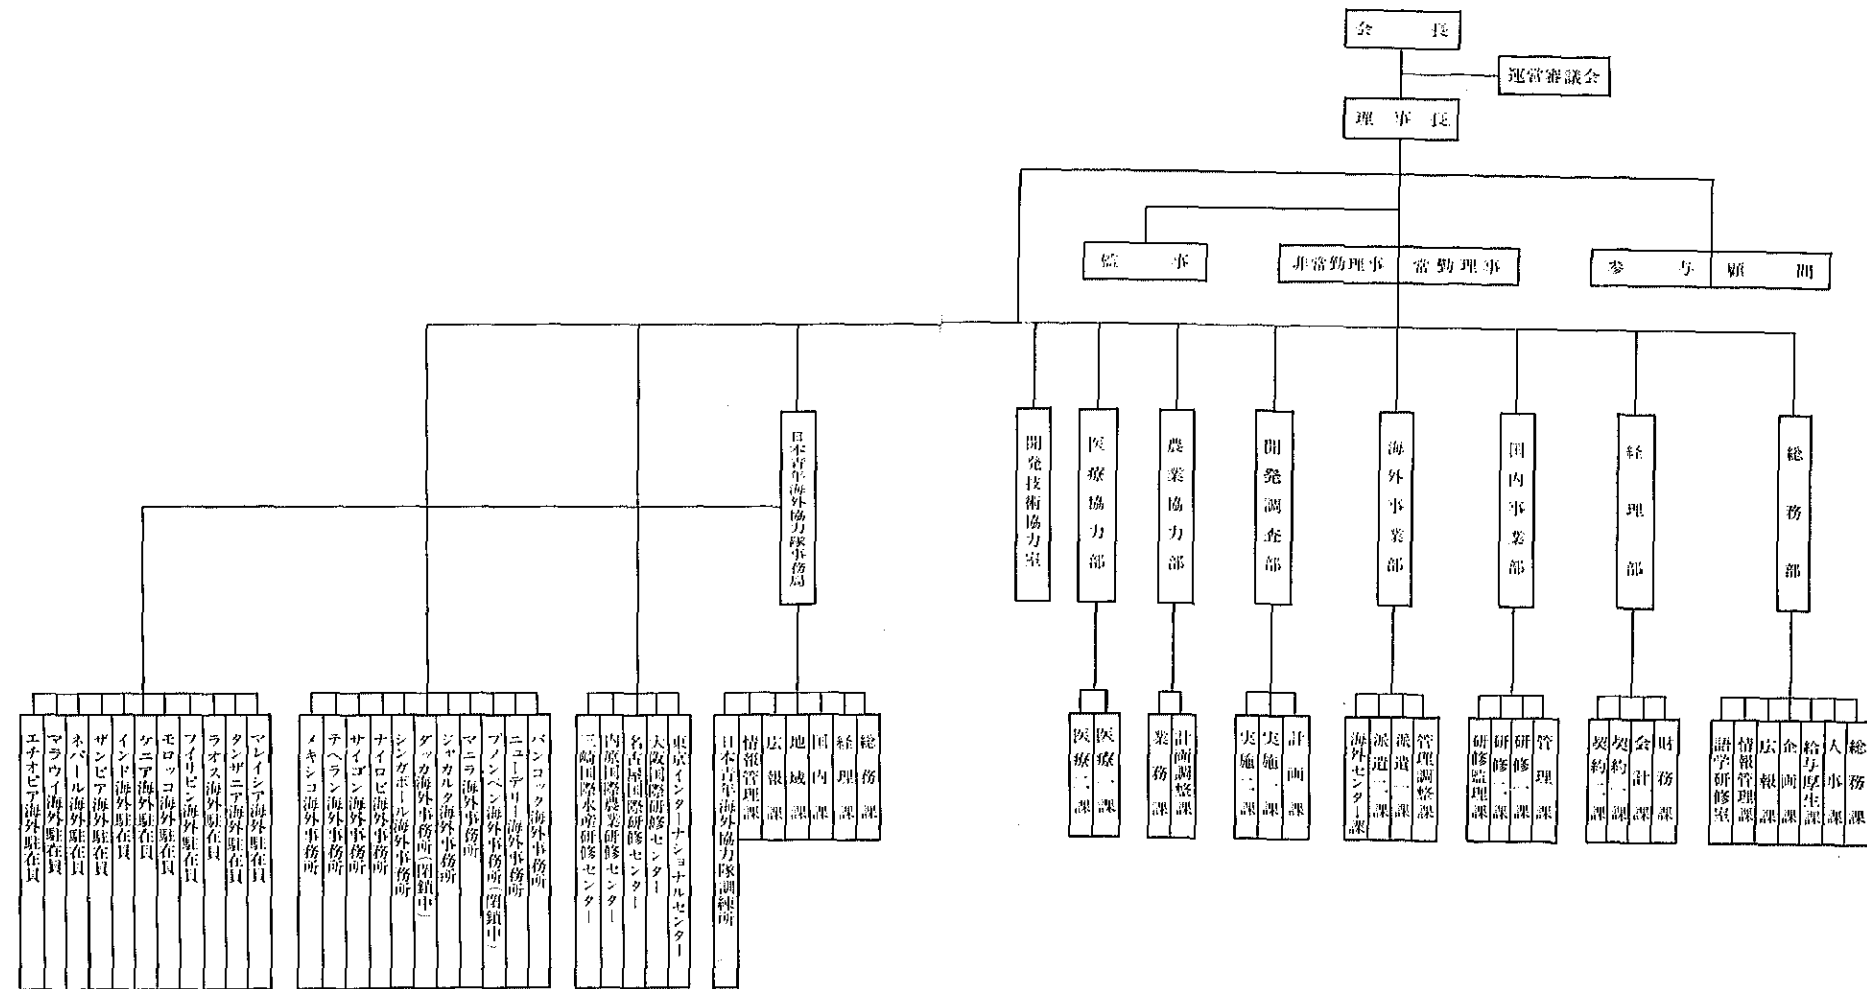 会長
運営審議会
理事長
監事
非常勤理事 常勤理事
参与 顧問
総務部
経理部
国内事業部
海外事業部
開発調査部
農業協力部
医療協力部
開発技術協力室
日本青年海外協力隊事務局
総務課
人事課
給与厚生課
企画課
広報課
情報管理課
語学研修室
財務課
会計課
契約一課
契約二課
管理課
研修一課
研修二課
研修監理課
管理調整課
派遣一課
派遣二課
海外センター課
計画課
実施一課
実施二課
計画調整課
業務課
医療一課
医療二課
総務課
経理課
国内課
地域課
広報課
情報管理課
日本青年海外協力隊訓練所
東京インターナショナルセンター
大阪国際研修センター
名古屋国際研修センター
内原国際農業研修センター
三崎国際水産研修センター
バンコック海外事務所
ニューデリー海外事務所
プノンペン海外事務所(閉鎖中)
マニラ海外事務所
ジャカルタ海外事務所
ダッカ海外事務所(閉鎖中)
シンガポール海外事務所
ナイロビ海外事務所
サイゴン海外事務所
テヘラン海外事務所
メキシコ海外事務所
マレイシア海外駐在員
タンザニア海外駐在員
ラオス海外駐在員
フイリピン海外駐在員
モロッコ海外駐在員
ケニア海外駐在員
インド海外駐在員
ザンビア海外駐在員
ネパール海外駐在員
マラウイ海外駐在員
エチオピア海外駐在員